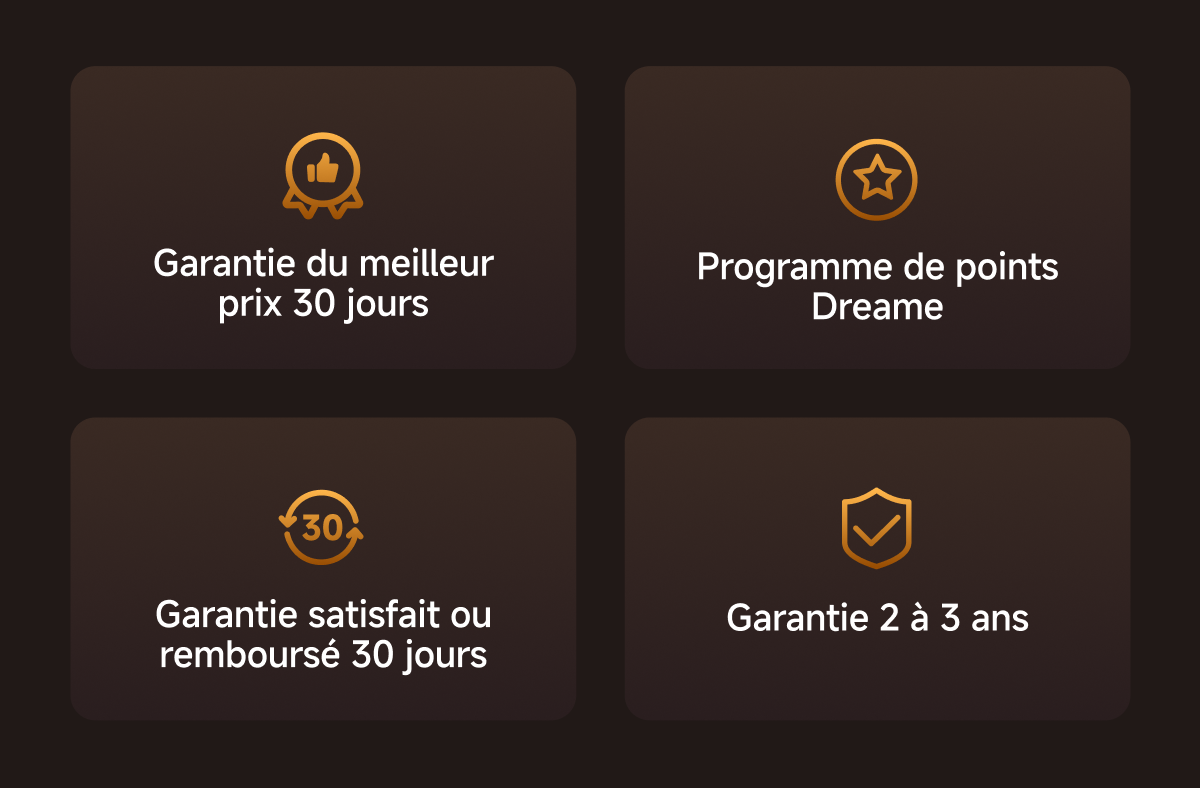 Garantie du meilleur
prix 30 jours
Programme de points
Dreame
30
Garantie satisfait ou
remboursé 30 jours
Garantie 2 à 3 ans